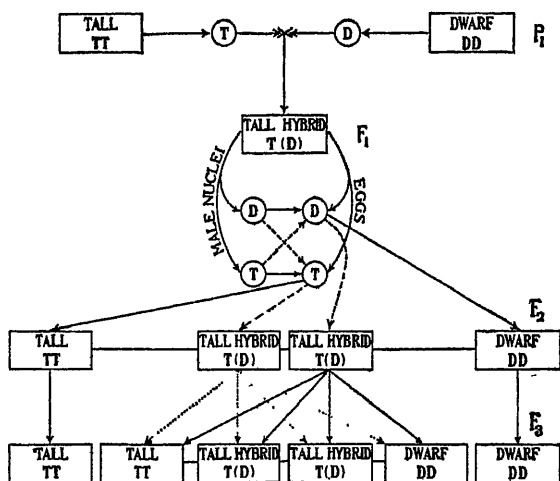 TALL
TT
T
D
DWARF
DD
P1
TALL HYBRID
T (D)
F1
MALE NUCLEI
EGGS
D
D
T
T
F2
TALL
TT
TALL HYBRID
T(D)
TALL HYBRID
T(D)
DWARF
DD
F3
TALL
TT
TALL
TT
TALL HYBRID
T(D)
TALL HYBRID
T(D)
DWARF
DD
DWARF
DD